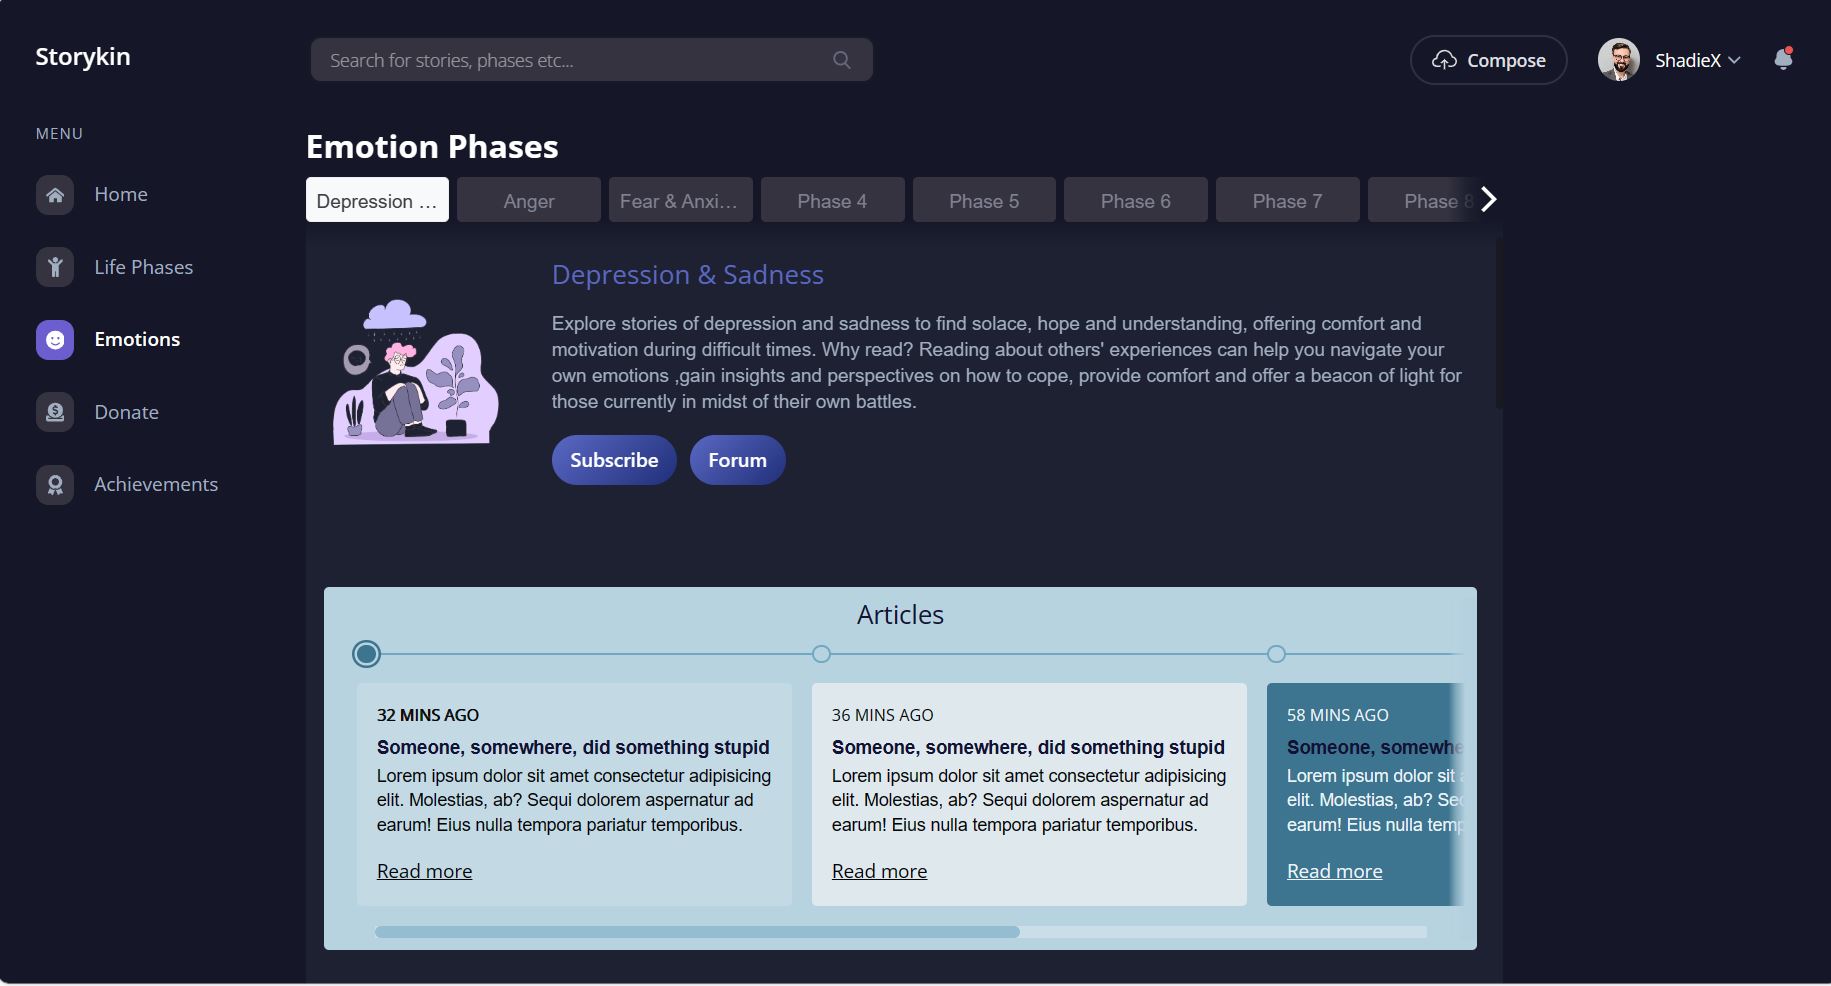 Storykin
Search for stories, phases etc...
Compose
ShadieX
MENU
Home
Life Phases
Emotions
Donate
Achievements
Emotion Phases
Depression ...
Anger
Fear & Anxi...
Phase 4
Phase 5
Phase 6
Phase 7
Phase 8
Depression & Sadness
Explore stories of depression and sadness to find solace, hope and understanding, offering comfort and
motivation during difficult times. Why read? Reading about others' experiences can help you navigate your
own emotions ,gain insights and perspectives on how to cope, provide comfort and offer a beacon of light for
those currently in midst of their own battles.
Subscribe
Forum
Articles
32 MINS AGO
Someone, somewhere, did something stupid
Lorem ipsum dolor sit amet consectetur adipisicing
elit. Molestias, ab? Sequi dolorem aspernatur ad
earum! Eius nulla tempora pariatur temporibus.
Read more
36 MINS AGO
Someone, somewhere, did something stupid
Lorem ipsum dolor sit amet consectetur adipisicing
elit. Molestias, ab? Sequi dolorem aspernatur ad
earum! Eius nulla tempora pariatur temporibus.
Read more
58 MINS AGO
Someone, somewhe
Lorem ipsum dolor sit
elit. Molestias, ab? Se
earum! Eius nulla temp
Read more